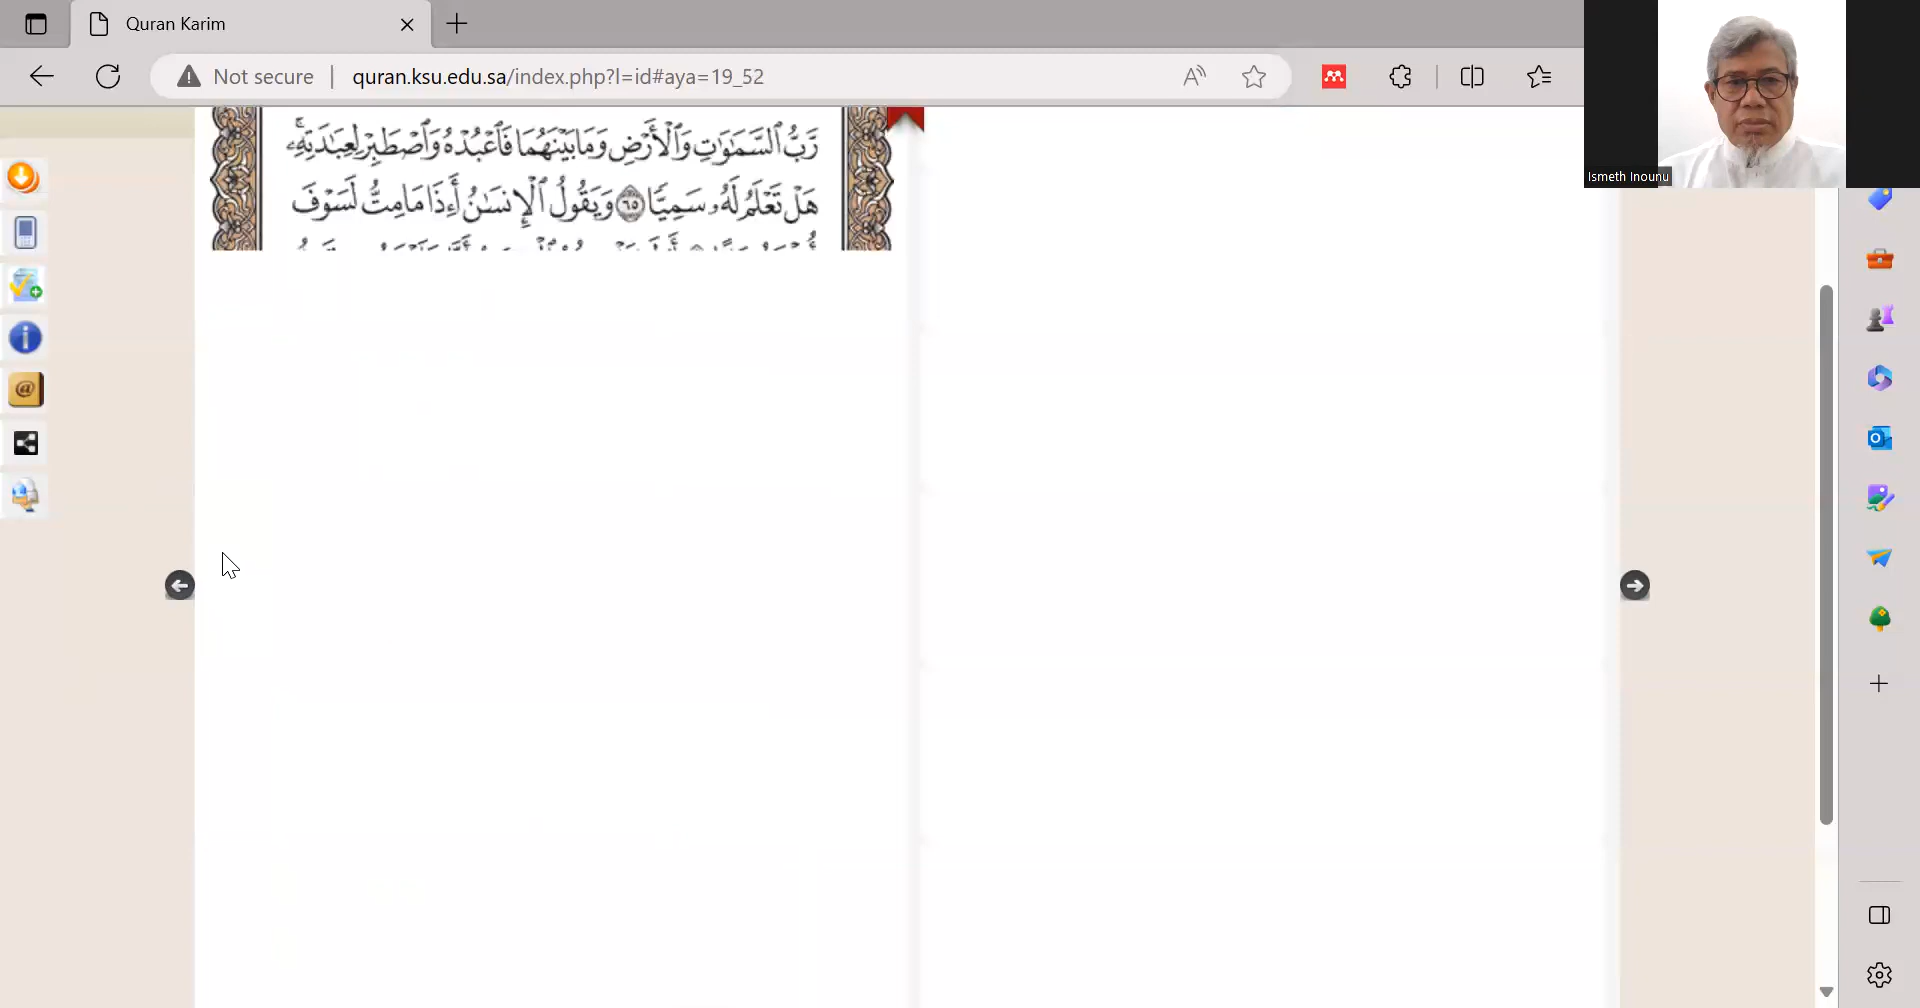 Quran Karim
Not secure
quran.ksu.edu.sa/index.php?l=id#aya=19_52
Ismeth Inounu
رَّبُّ ٱلسَّمَٰوَٰتِ وَٱلْأَرْضِ وَمَا بَيْنَهُمَا فَٱعْبُدْهُ وَٱصْطَبِرْ لِعِبَٰدَتِهِۦۚ
هَلْ تَعْلَمُ لَهُۥ سَمِيًّا ٦٥ وَيَقُولُ ٱلْإِنسَٰنُ أَءِذَا مَا مِتُّ لَسَوْفَ